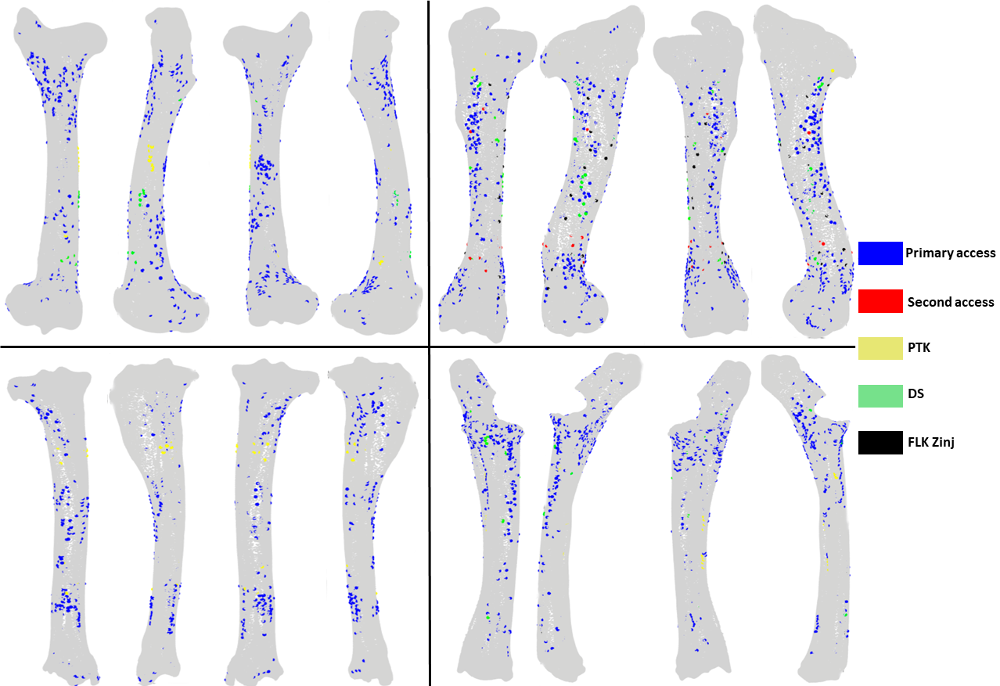 Primary access
Second access
PTK
DS
FLK Zinj